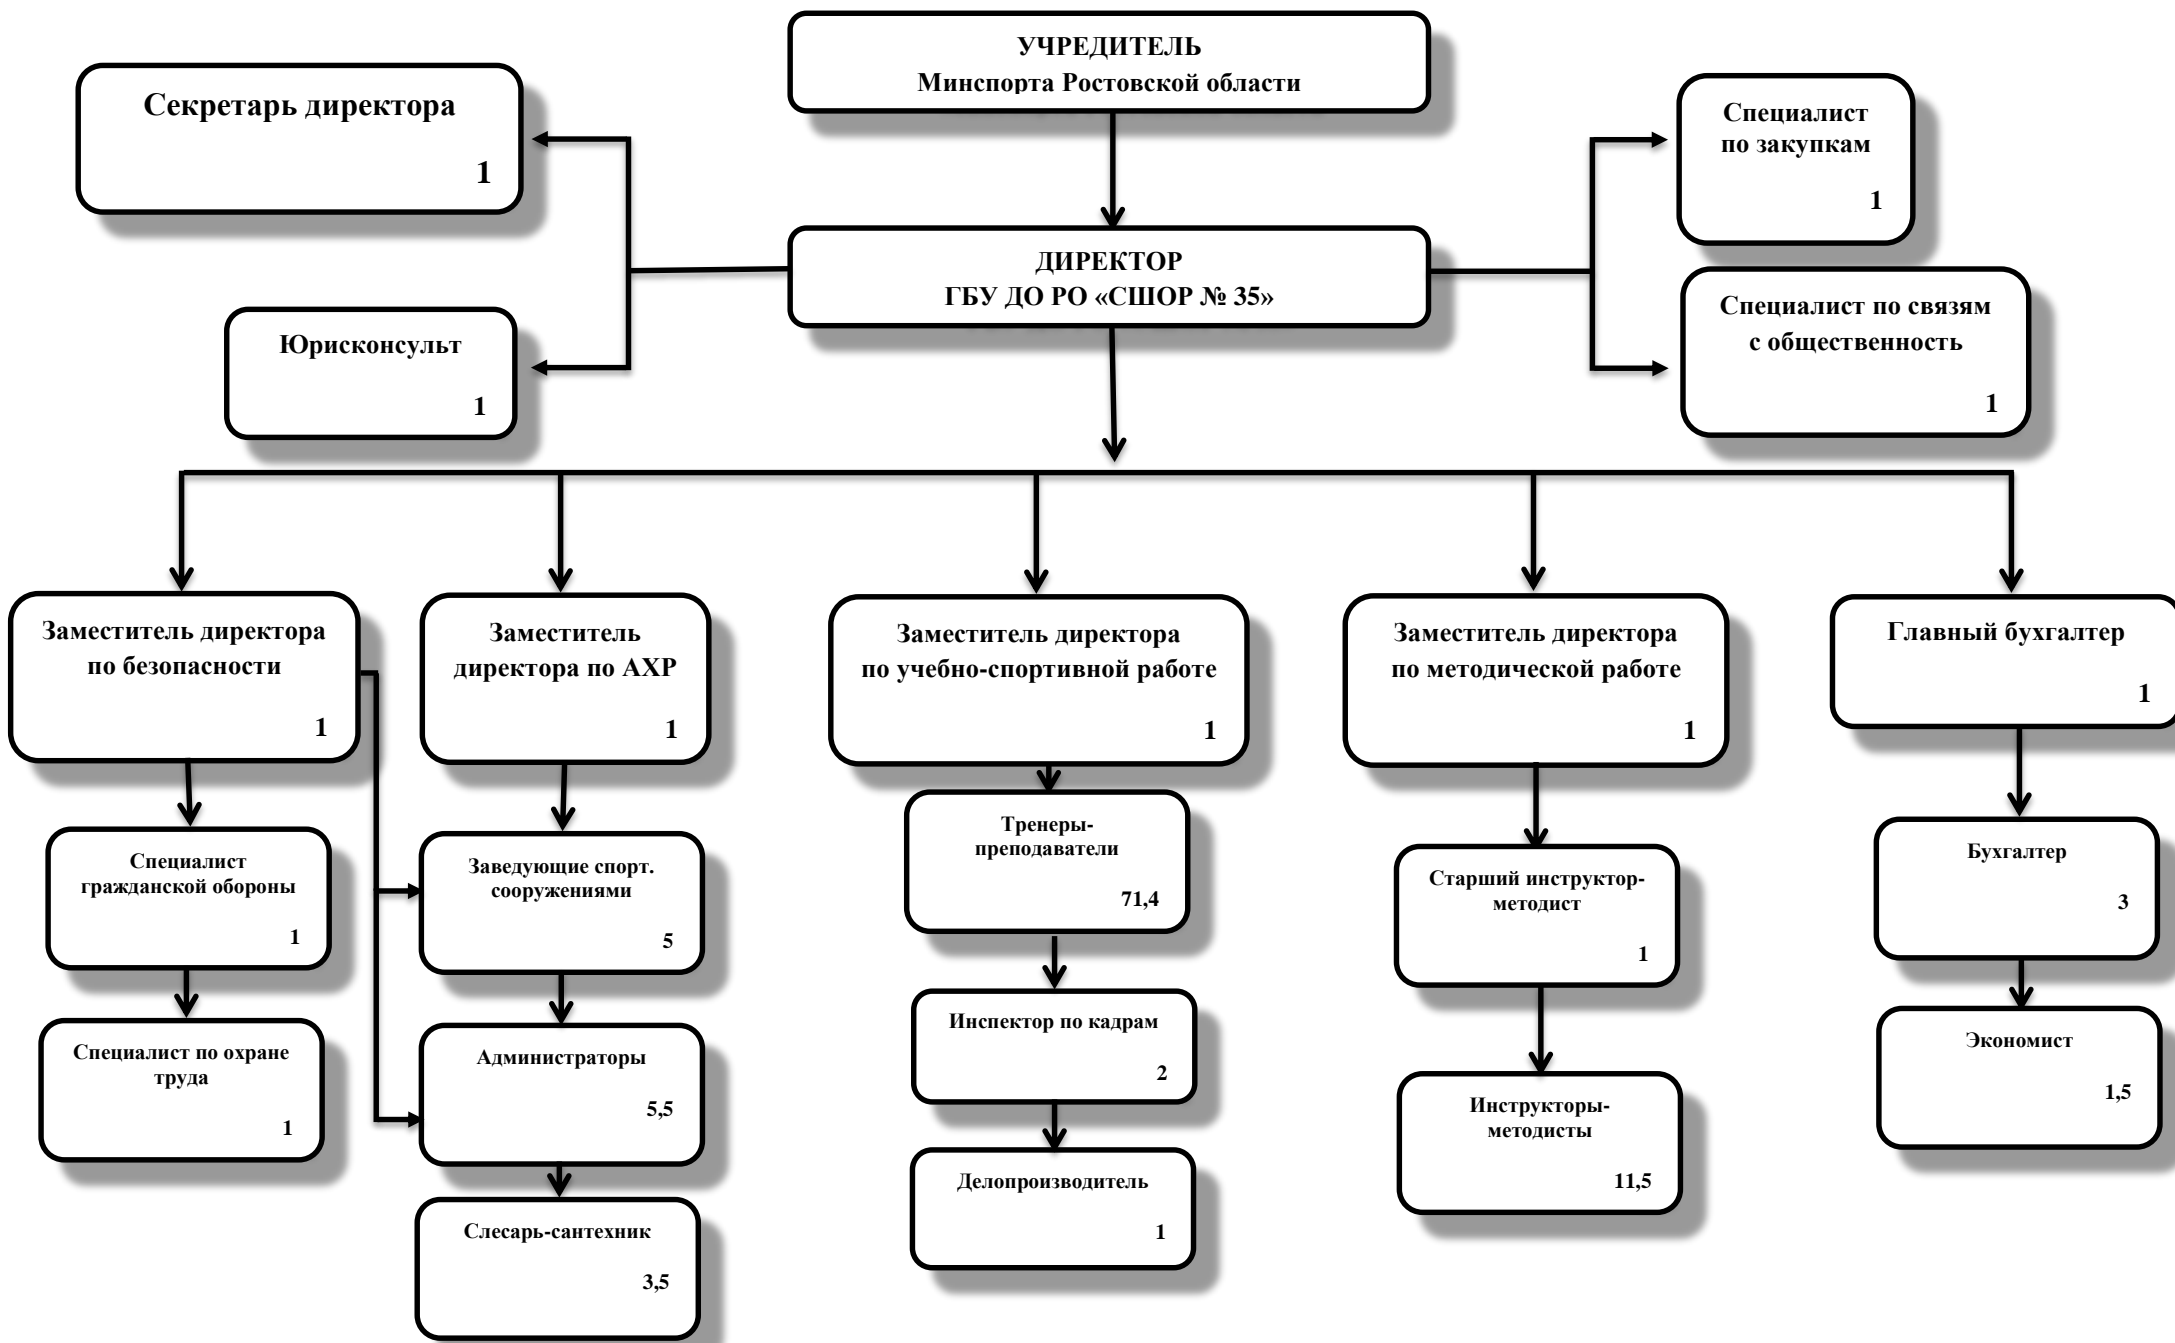 УЧРЕДИТЕЛЬ
Минспорта Ростовской области
Секретарь директора
1
Специалист
по закупкам
1
ДИРЕКТОР
ГБУ ДО РО «СШОР № 35»
Юрисконсульт
1
Специалист по связям
с общественность
1
Заместитель директора
по безопасности
1
Заместитель
директора по АХР
1
Заместитель директора
по учебно-спортивной работе
1
Заместитель директора
по методической работе
1
Главный бухгалтер
1
Специалист
гражданской обороны
1
Специалист по охране
труда
1
Заведующие спорт.
сооружениями
5
Администраторы
5,5
Слесарь-сантехник
3,5
Тренеры-
преподаватели
71,4
Инспектор по кадрам
2
Делопроизводитель
1
Старший инструктор-
методист
1
Инструкторы-
методисты
11,5
Бухгалтер
3
Экономист
1,5